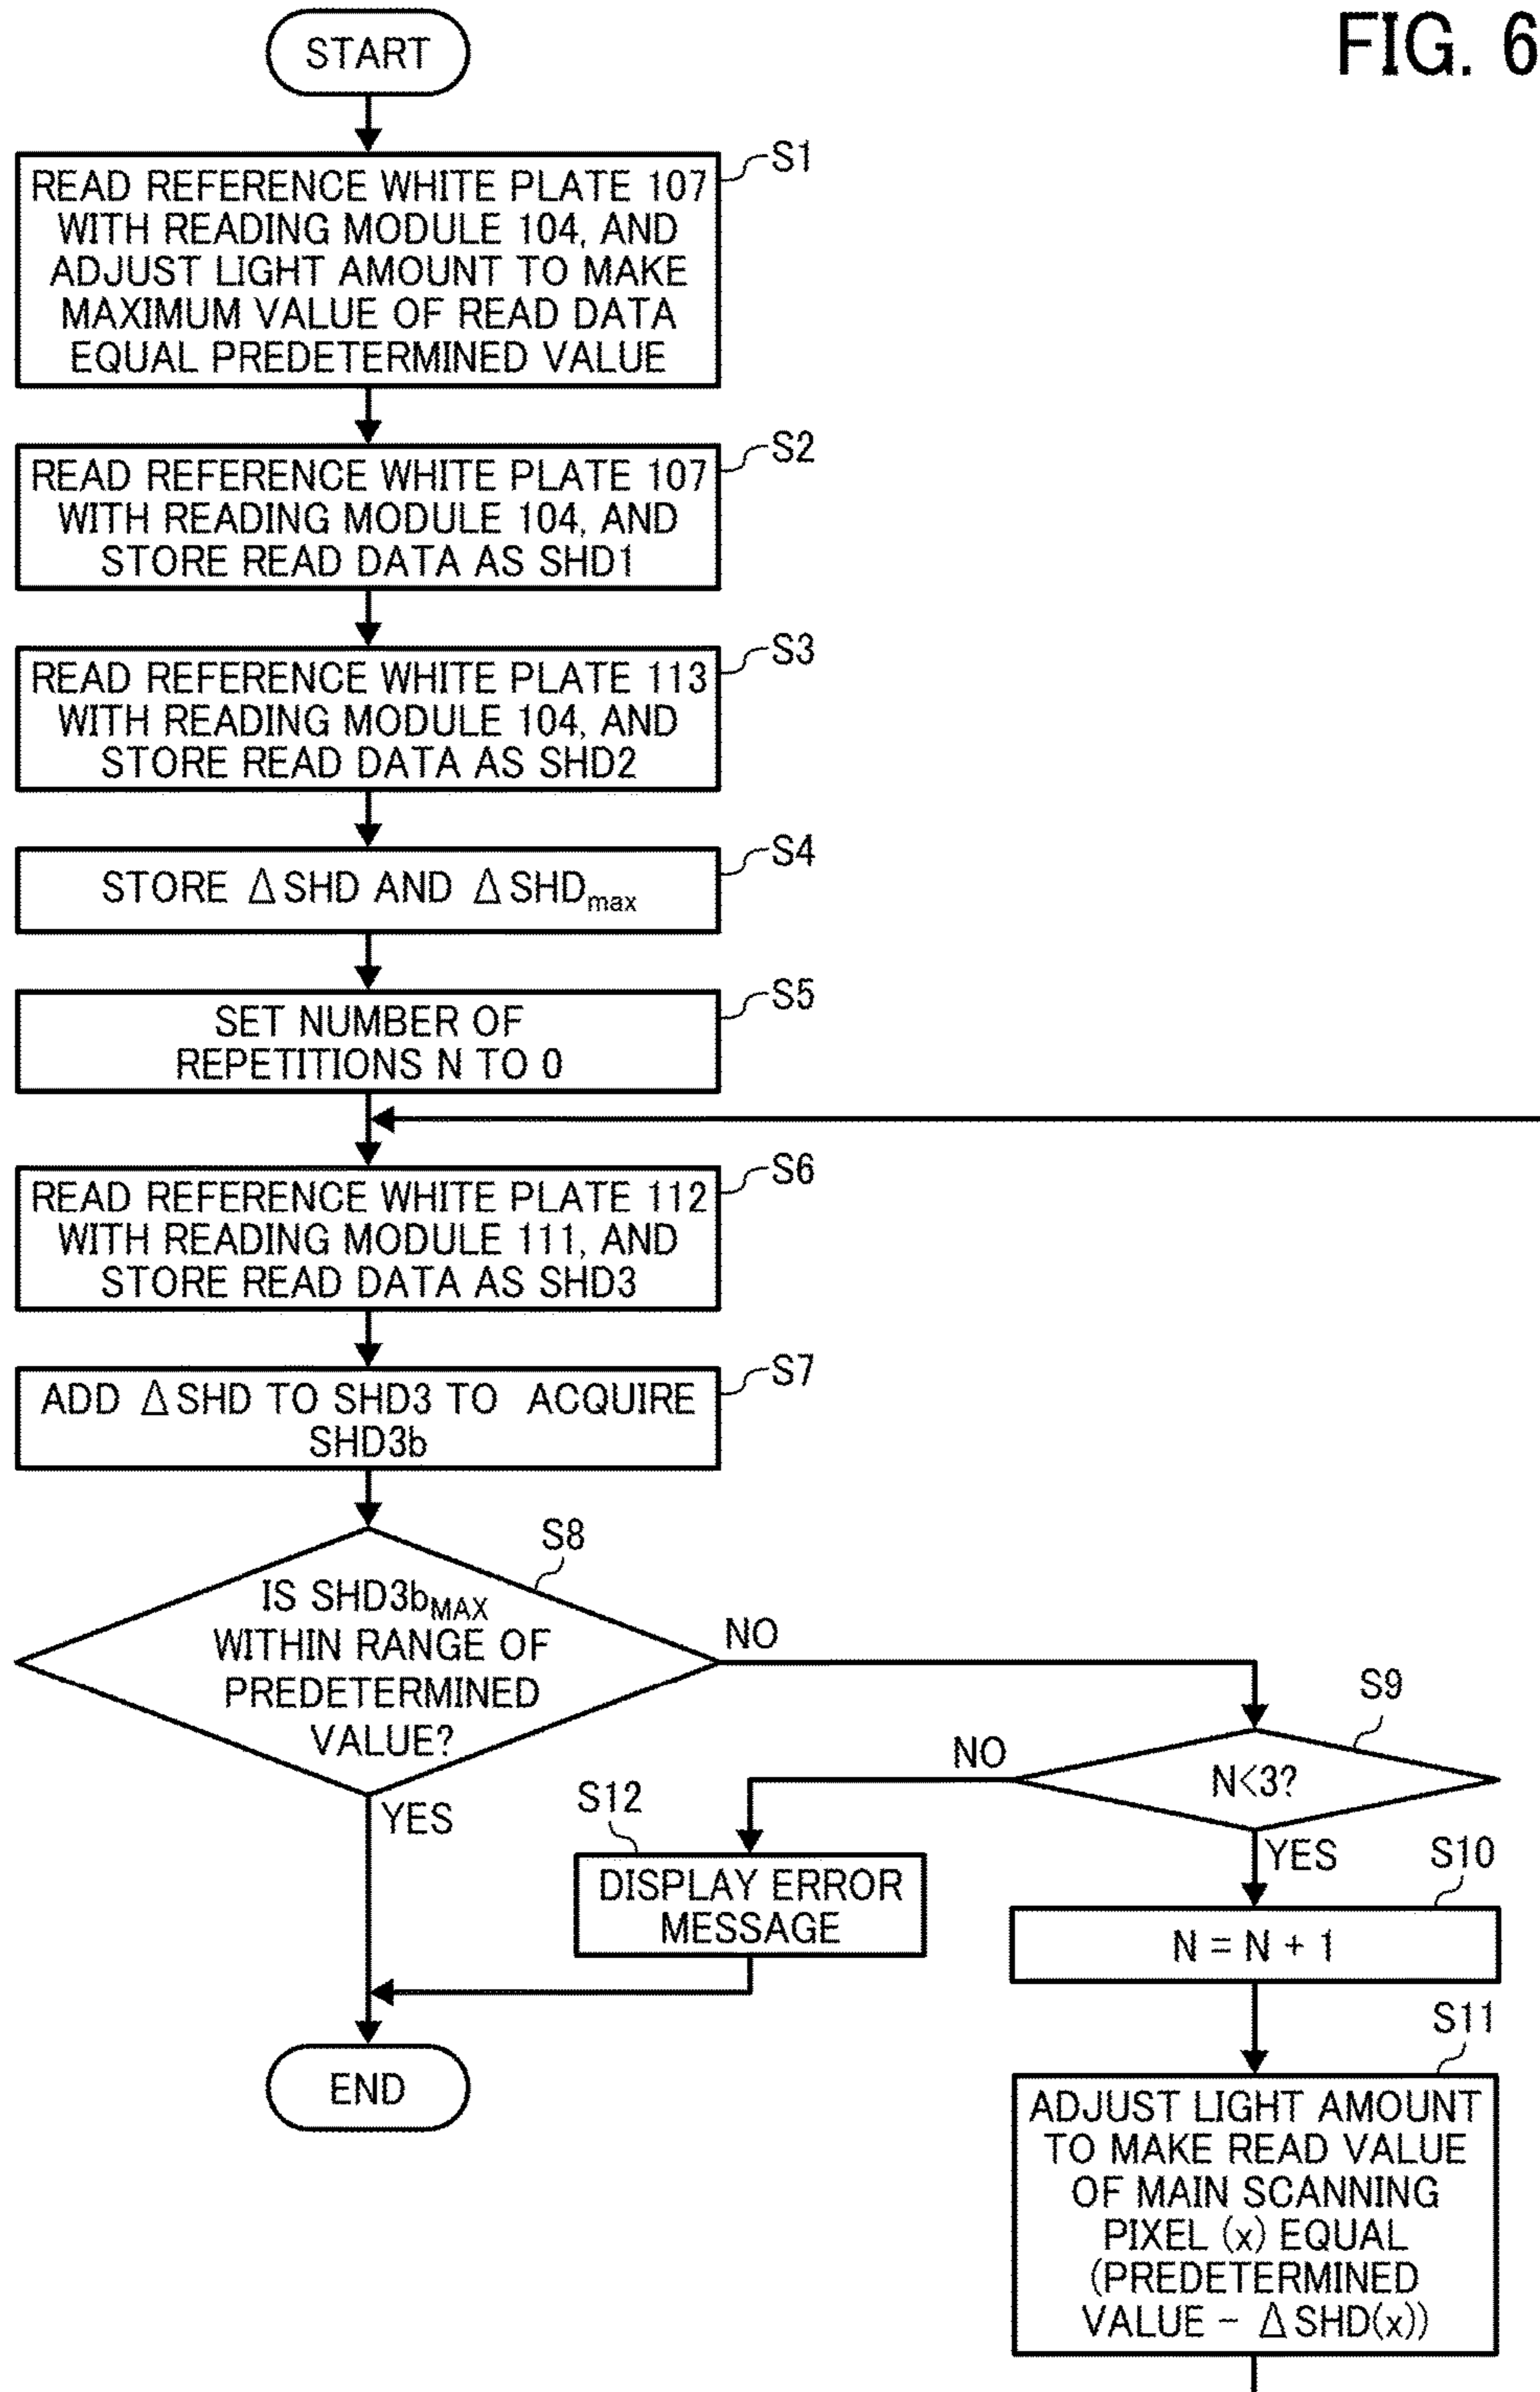 FIG. 6
START
S1
READ REFERENCE WHITE PLATE 107
WITH READING MODULE 104, AND
ADJUST LIGHT AMOUNT TO MAKE
MAXIMUM VALUE OF READ DATA
EQUAL PREDETERMINED VALUE
S2
READ REFERENCE WHITE PLATE 107
WITH READING MODULE 104, AND
STORE READ DATA AS SHD1
S3
READ REFERENCE WHITE PLATE 113
WITH READING MODULE 104, AND
STORE READ DATA AS SHD2
S4
STORE Δ SHD AND Δ SHDmax
S5
SET NUMBER OF
REPETITIONS N TO 0
S6
READ REFERENCE WHITE PLATE 112
WITH READING MODULE 111, AND
STORE READ DATA AS SHD3
S7
ADD Δ SHD TO SHD3 TO ACQUIRE
SHD3b
S8
IS SHD3bMAX
WITHIN RANGE OF
PREDETERMINED
VALUE?
NO
YES
S9
N<3?
NO
YES
S12
DISPLAY ERROR
MESSAGE
S10
N = N + 1
S11
ADJUST LIGHT AMOUNT
TO MAKE READ VALUE
OF MAIN SCANNING
PIXEL (x) EQUAL
(PREDETERMINED
VALUE - Δ SHD(x))
END